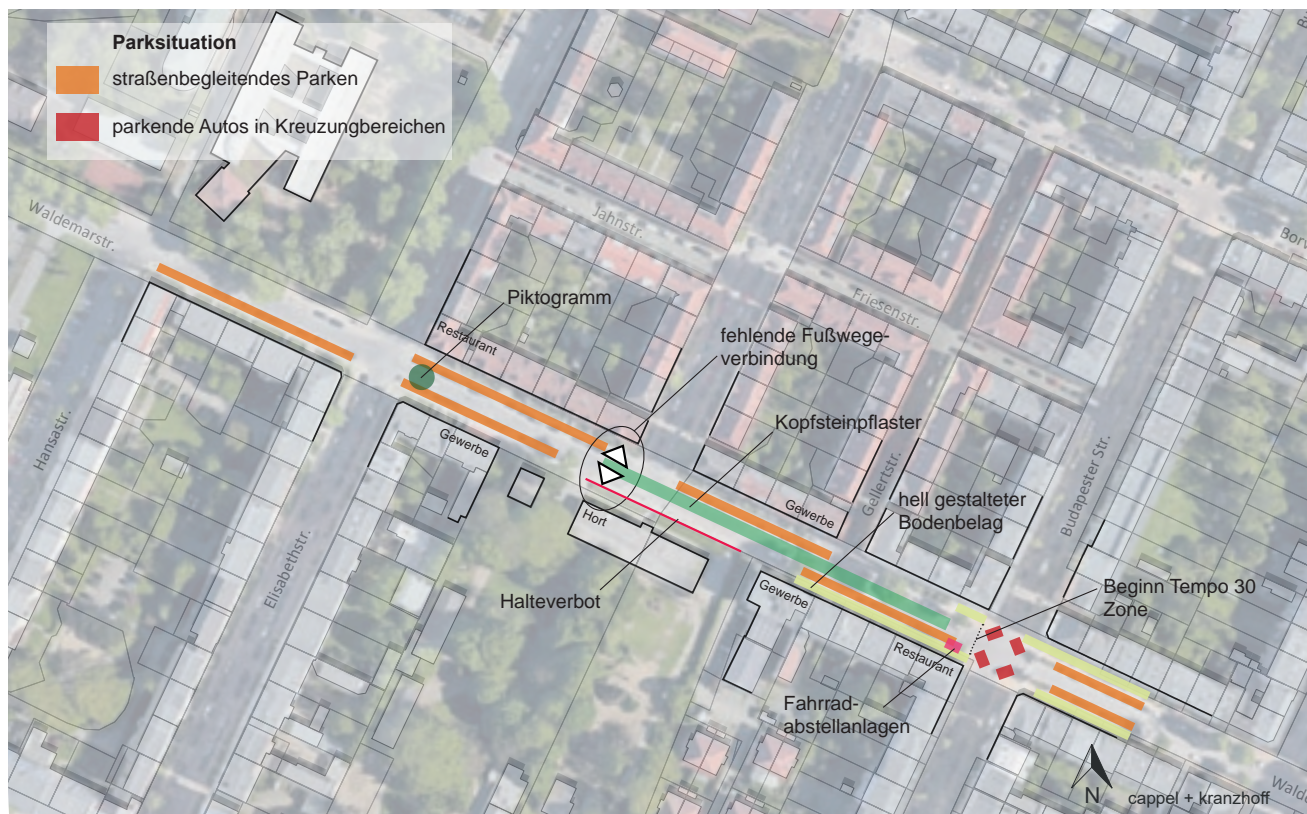 Parksituation
straßenbegleitendes Parken
parkende Autos in Kreuzungbereichen
Waldemarstr.
Jahnstr.
Piktogramm
Friesenstr.
Restaurant
fehlende Fußwege-
verbindung
Hansastr.
Gewerbe
Kopfsteinpflaster
Gellertstr.
Budapester Str.
hell gestalteter
Bodenbelag
Gewerbe
Hort
Elisabethstr.
Halteverbot
Gewerbe
Beginn Tempo 30
Zone
Restaurant
Fahrrad-
abstellanlagen
N
cappel + kranzhoff